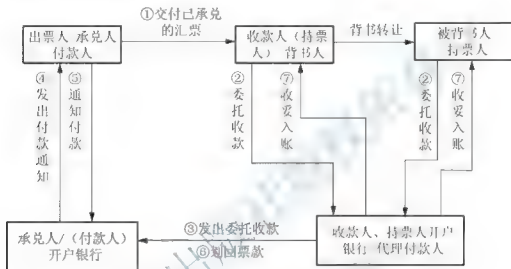 出票人 承兑人
付款人
①交付已承兑
的汇票
收款人（持票
人） 背书人
背书转让
被背书人
持票人
④发出付款通知
⑤通知付款
②委托收款
⑦收妥入账
②委托收款
⑦收妥入账
承兑人/（付款人）
开户银行
③发出委托收款
⑥划回票款
收款人、持票人开户
银行 代理付款人